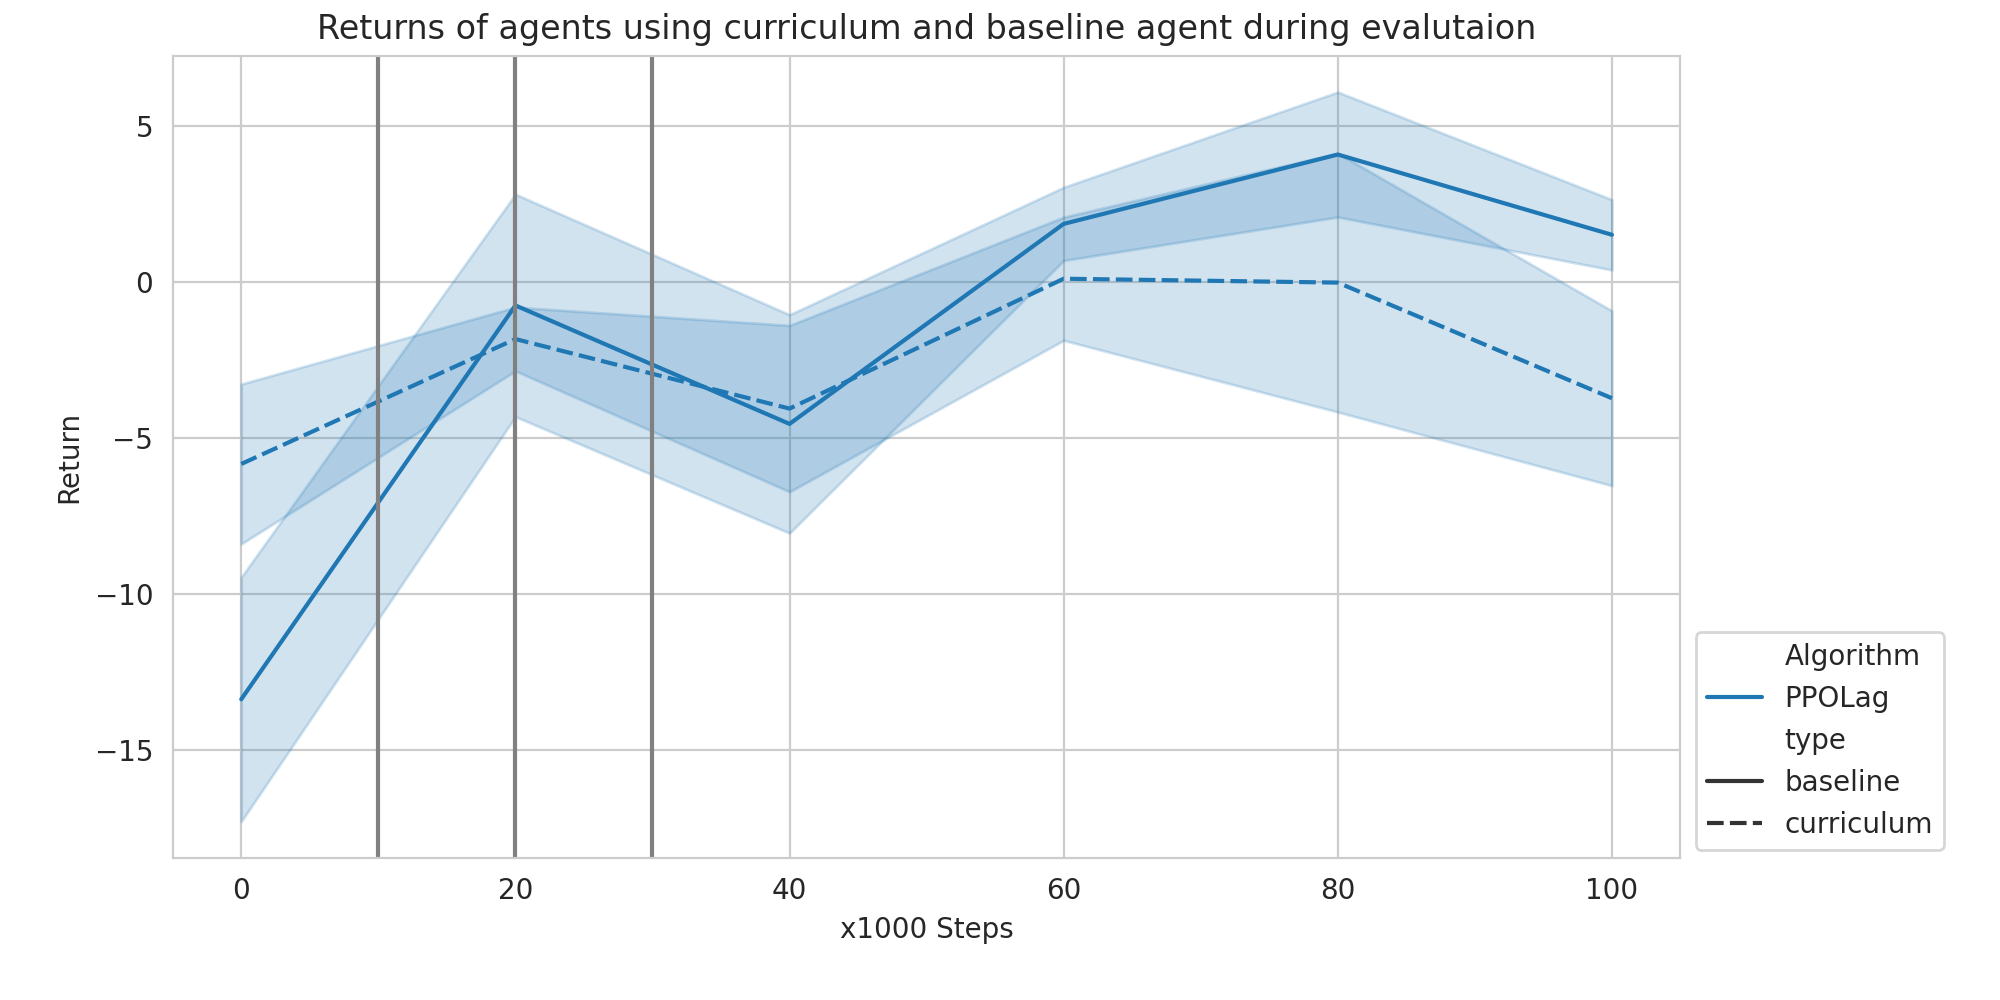 Returns of agents using curriculum and baseline agent during evalutaion
5
0
−5
−10
−15
Return
0 20 40 60 80 100
x1000 Steps
Algorithm
PPOLag
type
baseline
curriculum